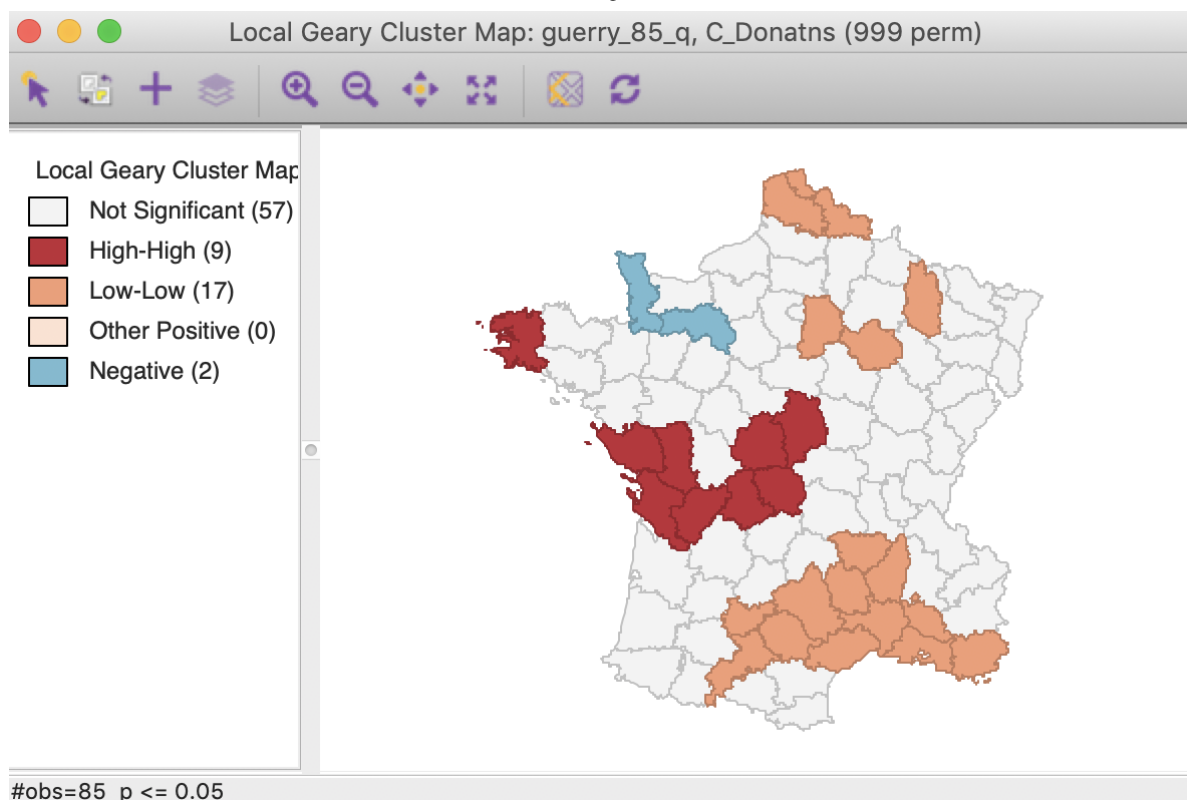 Local Geary Cluster Map: guerry_85_q, C_Donatns (999 perm)
Local Geary Cluster Map
Not Significant (57)
High-High (9)
Low-Low (17)
Other Positive (0)
Negative (2)
#obs=85 p <= 0.05